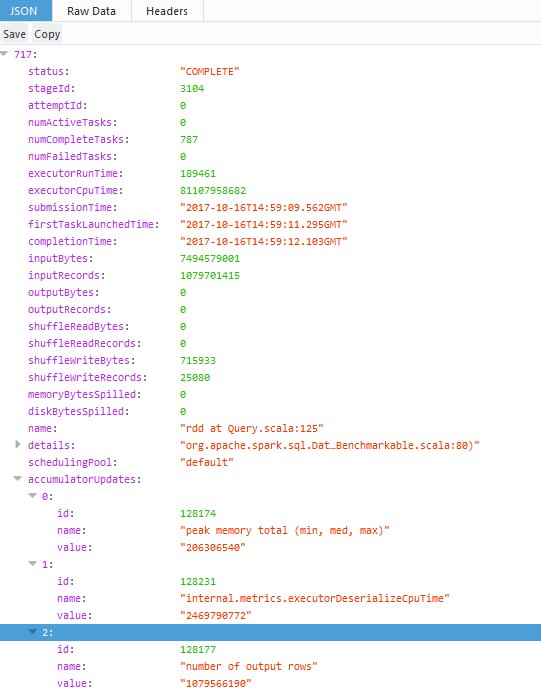 JSON Raw Data Headers
Save Copy
717:
status: "COMPLETE"
stageId: 3104
attemptId: 0
numActiveTasks: 0
numCompleteTasks: 787
numFailedTasks: 0
executorRunTime: 189461
executorCpuTime: 81107958682
submissionTime: "2017-10-16T14:59:09.562GMT"
firstTaskLaunchedTime: "2017-10-16T14:59:11.295GMT"
completionTime: "2017-10-16T14:59:12.103GMT"
inputBytes: 7494579001
inputRecords: 1079701415
outputBytes: 0
outputRecords: 0
shuffleReadBytes: 0
shuffleReadRecords: 0
shuffleWriteBytes: 715933
shuffleWriteRecords: 25080
memoryBytesSpilled: 0
diskBytesSpilled: 0
name: "rdd at Query.scala:125"
details: "org.apache.spark.sql.Dat…Benchmarkable.scala:80)"
schedulingPool: "default"
accumulatorUpdates:
0:
id: 128174
name: "peak memory total (min, med, max)"
value: "206306540"
1:
id: 128231
name: "internal.metrics.executorDeserializeCpuTime"
value: "2469790772"
2:
id: 128177
name: "number of output rows"
value: "1079566190"